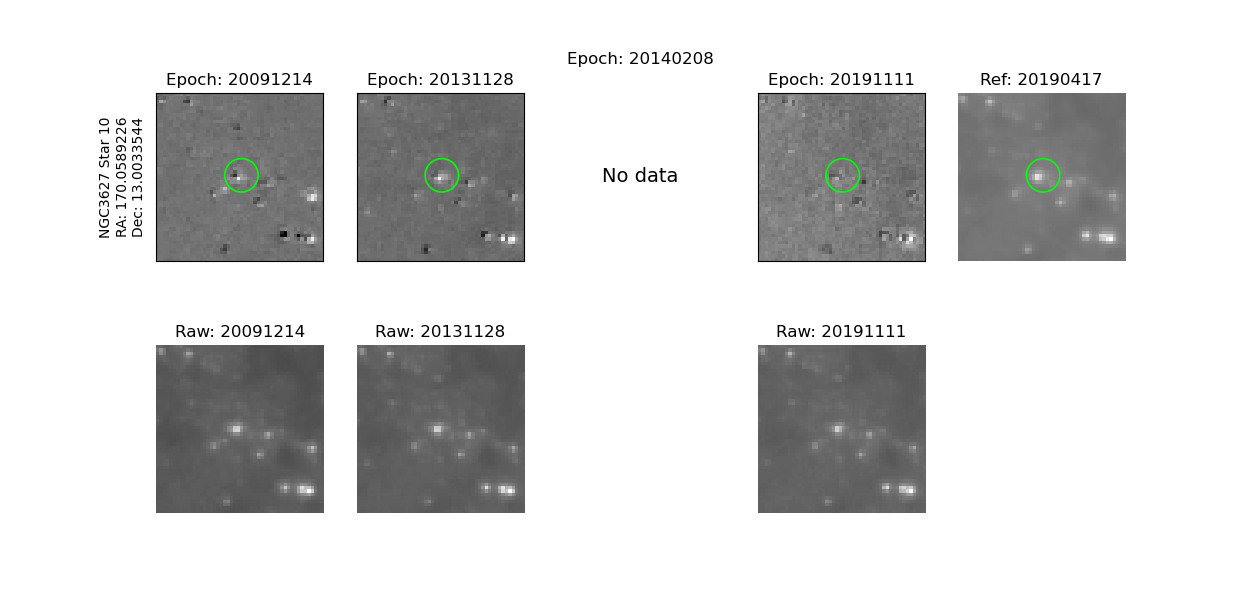 Epoch: 20140208
Epoch: 20091214
Epoch: 20131128
Epoch: 20191111
Ref: 20190417
NGC3627 Star 10
RA: 170.0589226
Dec: 13.0033544
No data
Raw: 20091214
Raw: 20131128
Raw: 20191111